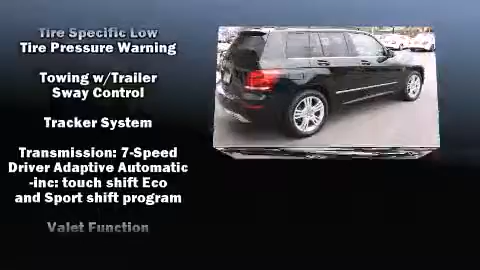 Tire Specific Low
Tire Pressure Warning
Towing w/Trailer
Sway Control
Tracker System
Transmission: 7-Speed
Driver Adaptive Automatic
-inc: touch shift Eco
and Sport shift program
Valet Function